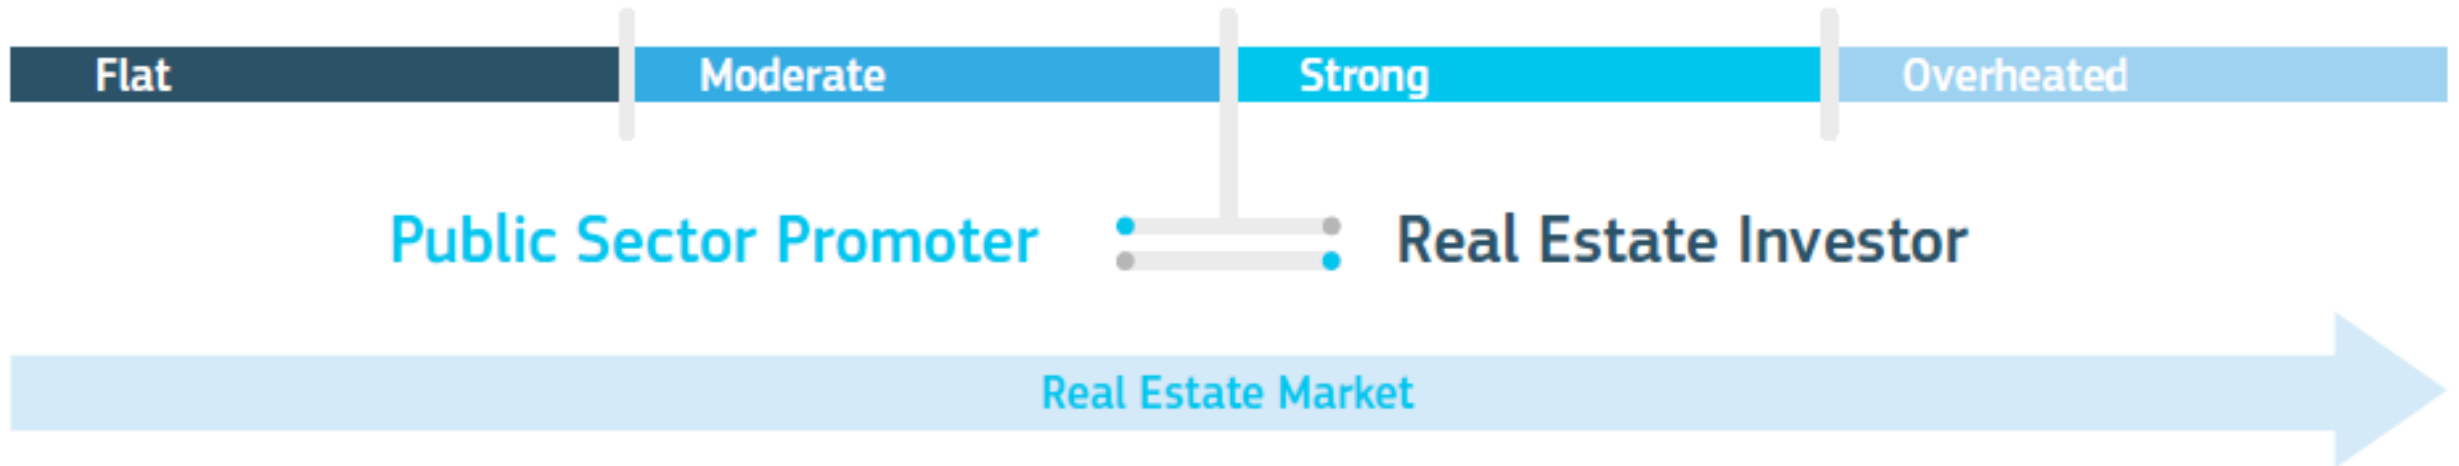 Flat Moderate Strong Overheated
Public Sector Promoter Real Estate Investor
Real Estate Market